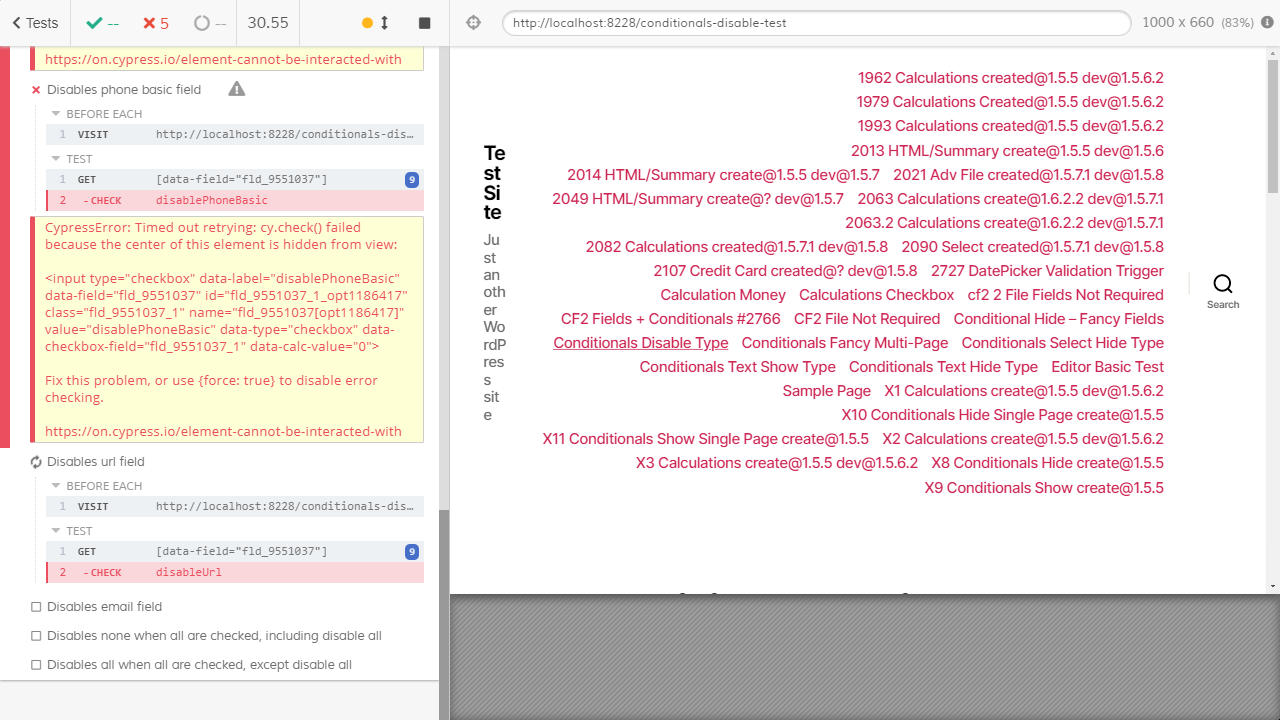 Tests
--
5
--
30.55
http://localhost:8228/conditionals-disable-test
1000 x 660 (83%)
https://on.cypress.io/element-cannot-be-interacted-with
Disables phone basic field
BEFORE EACH
1 VISIT http://localhost:8228/conditionals-dis…
TEST
1 GET [data-field="fld_9551037"] 9
2 - CHECK disablePhoneBasic
CypressError: Timed out retrying: cy.check() failed
because the center of this element is hidden from view:
<input type="checkbox" data-label="disablePhoneBasic"
data-field="fld_9551037" id="fld_9551037_1_opt1186417"
class="fld_9551037_1" name="fld_9551037[opt1186417]"
value="disablePhoneBasic" data-type="checkbox" data-
checkbox-field="fld_9551037_1" data-calc-value="0">
Fix this problem, or use {force: true} to disable error
checking.
https://on.cypress.io/element-cannot-be-interacted-with
Disables url field
BEFORE EACH
1 VISIT http://localhost:8228/conditionals-dis…
TEST
1 GET [data-field="fld_9551037"] 9
2 - CHECK disableUrl
Disables email field
Disables none when all are checked, including disable all
Disables all when all are checked, except disable all
Te
st
Si
te
Ju
st
an
oth
er
Wo
rdP
res
s
sit
e
1962 Calculations created@1.5.5 dev@1.5.6.2
1979 Calculations Created@1.5.5 dev@1.5.6.2
1993 Calculations created@1.5.5 dev@1.5.6.2
2013 HTML/Summary create@1.5.5 dev@1.5.6
2014 HTML/Summary create@1.5.5 dev@1.5.7 2021 Adv File created@1.5.7.1 dev@1.5.8
2049 HTML/Summary create@? dev@1.5.7 2063 Calculations create@1.6.2.2 dev@1.5.7.1
2063.2 Calculations create@1.6.2.2 dev@1.5.7.1
2082 Calculations created@1.5.7.1 dev@1.5.8 2090 Select created@1.5.7.1 dev@1.5.8
2107 Credit Card created@? dev@1.5.8 2727 DatePicker Validation Trigger
Calculation Money Calculations Checkbox cf2 2 File Fields Not Required
CF2 Fields + Conditionals #2766 CF2 File Not Required Conditional Hide – Fancy Fields
Conditionals Disable Type Conditionals Fancy Multi-Page Conditionals Select Hide Type
Conditionals Text Show Type Conditionals Text Hide Type Editor Basic Test
Sample Page X1 Calculations create@1.5.5 dev@1.5.6.2
X10 Conditionals Hide Single Page create@1.5.5
X11 Conditionals Show Single Page create@1.5.5 X2 Calculations create@1.5.5 dev@1.5.6.2
X3 Calculations create@1.5.5 dev@1.5.6.2 X8 Conditionals Hide create@1.5.5
X9 Conditionals Show create@1.5.5
Search